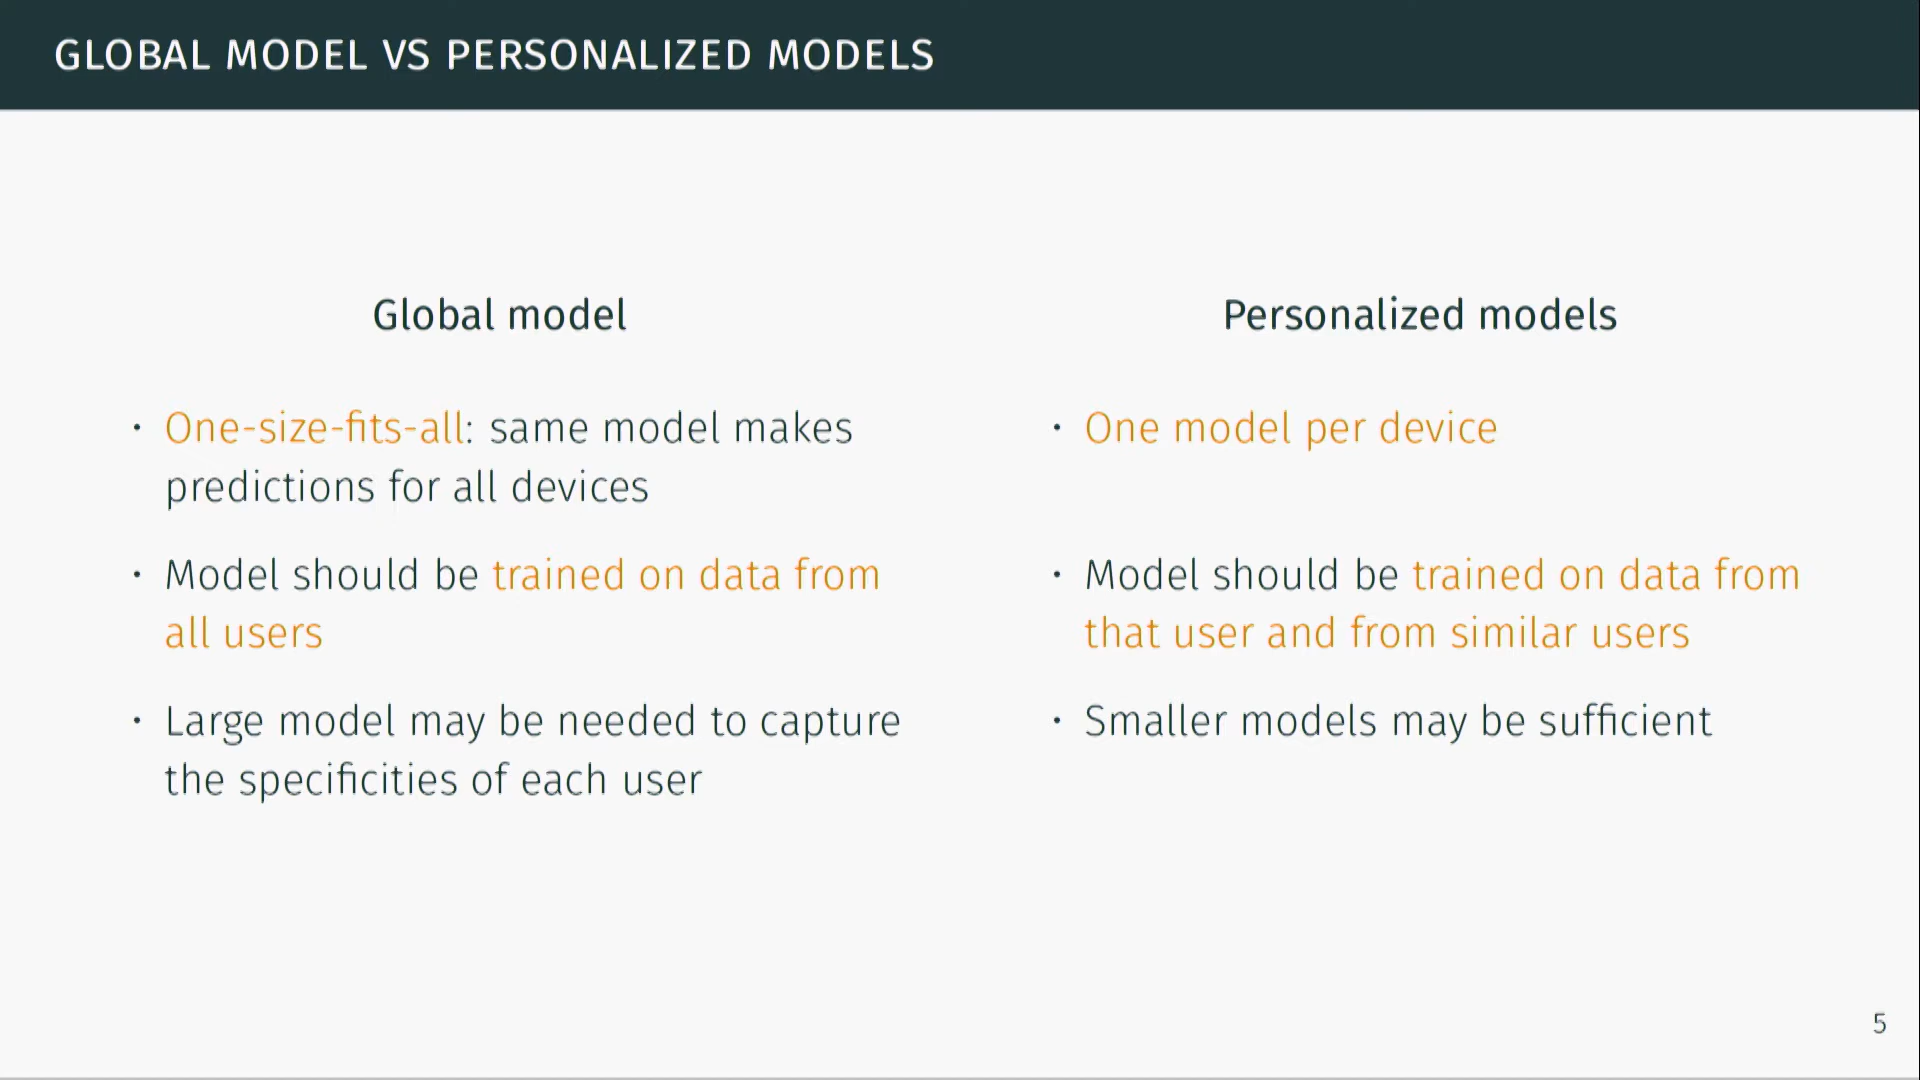 GLOBAL MODEL VS PERSONALIZED MODELS
Global model
• One-size-fits-all: same model makes
predictions for all devices
• Model should be trained on data from
all users
• Large model may be needed to capture
the specificities of each user
Personalized models
• One model per device
• Model should be trained on data from
that user and from similar users
• Smaller models may be sufficient
5